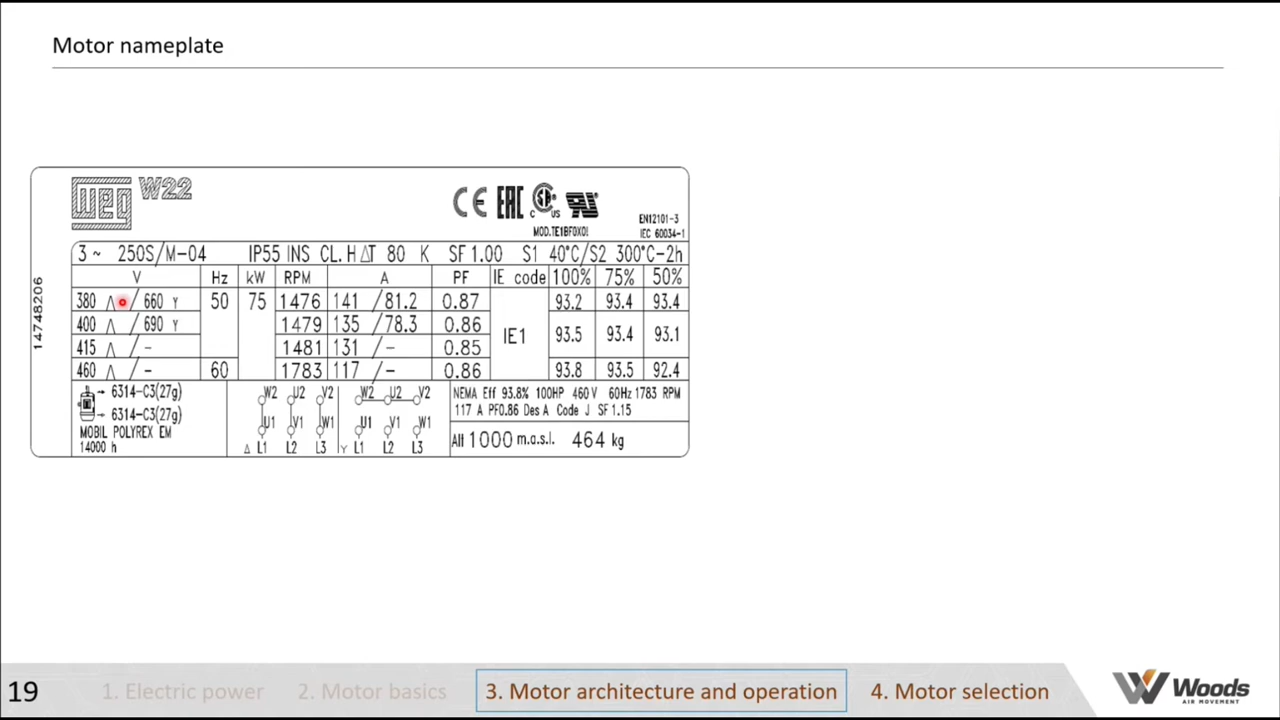 Motor nameplate
WEG W22
CE EAC C SA US
MOD.TE1BF0X0!
EN12101-3
IEC 60034-1
3 ~ 250S/M-04 IP55 INS CL. H ΔT 80 K SF 1.00 S1 40°C/S2 300°C-2h
V Hz kW RPM A PF IE code 100% 75% 50%
380 Δ / 660 Y 50 75 1476 141 /81.2 0.87 93.2 93.4 93.4
400 Δ / 690 Y 1479 135 /78.3 0.86 IE1 93.5 93.4 93.1
415 Δ / - 1481 131 /- 0.85
460 Δ / - 60 1783 117 /- 0.86 93.8 93.5 92.4
14748206
6314-C3(27g)
6314-C3(27g)
MOBIL POLYREX EM
14000 h
W2 U2 V2 W2 U2 V2
U1 V1 W1 U1 V1 W1
Δ L1 L2 L3 Y L1 L2 L3
NEMA Eff 93.8% 100HP 460V 60Hz 1783 RPM
117 A PF0.86 Des A Code J SF 1.15
Alt 1000 m.a.s.l. 464 kg
19 1. Electric power 2. Motor basics 3. Motor architecture and operation 4. Motor selection
Woods
AIR MOVEMENT